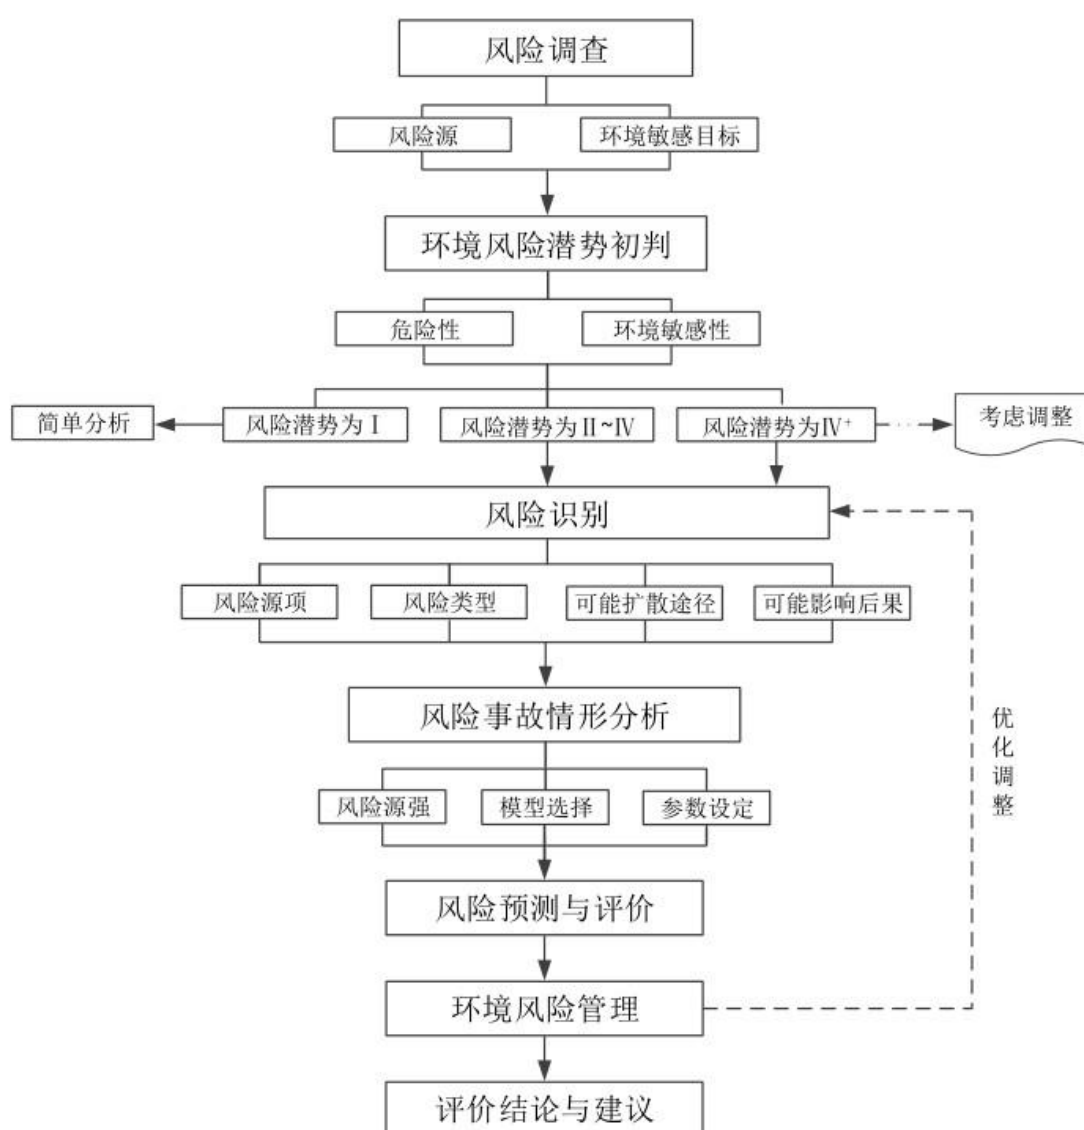 风险调查
风险源
环境敏感目标
环境风险潜势初判
危险性
环境敏感性
简单分析
风险潜势为Ⅰ
风险潜势为Ⅱ~Ⅳ
风险潜势为Ⅳ⁺
考虑调整
风险识别
风险源项
风险类型
可能扩散途径
可能影响后果
风险事故情形分析
优化调整
风险源强
模型选择
参数设定
风险预测与评价
环境风险管理
评价结论与建议